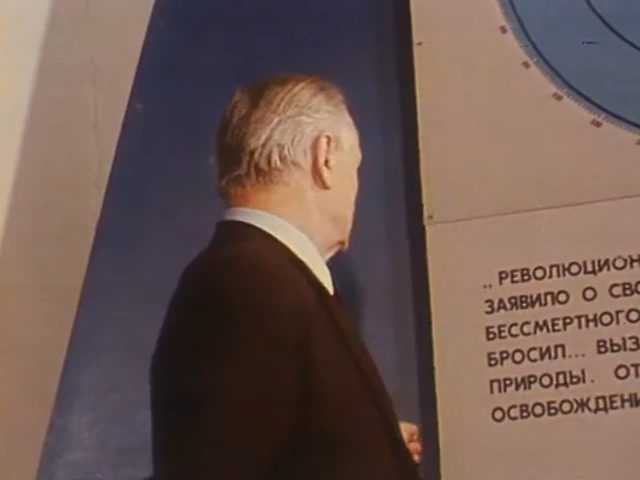 „РЕВОЛЮЦИОН
ЗАЯВИЛО О СВО
БЕССМЕРТНОГО
БРОСИЛ... ВЫЗ
ПРИРОДЫ. ОТ
ОСВОБОЖДЕНИ